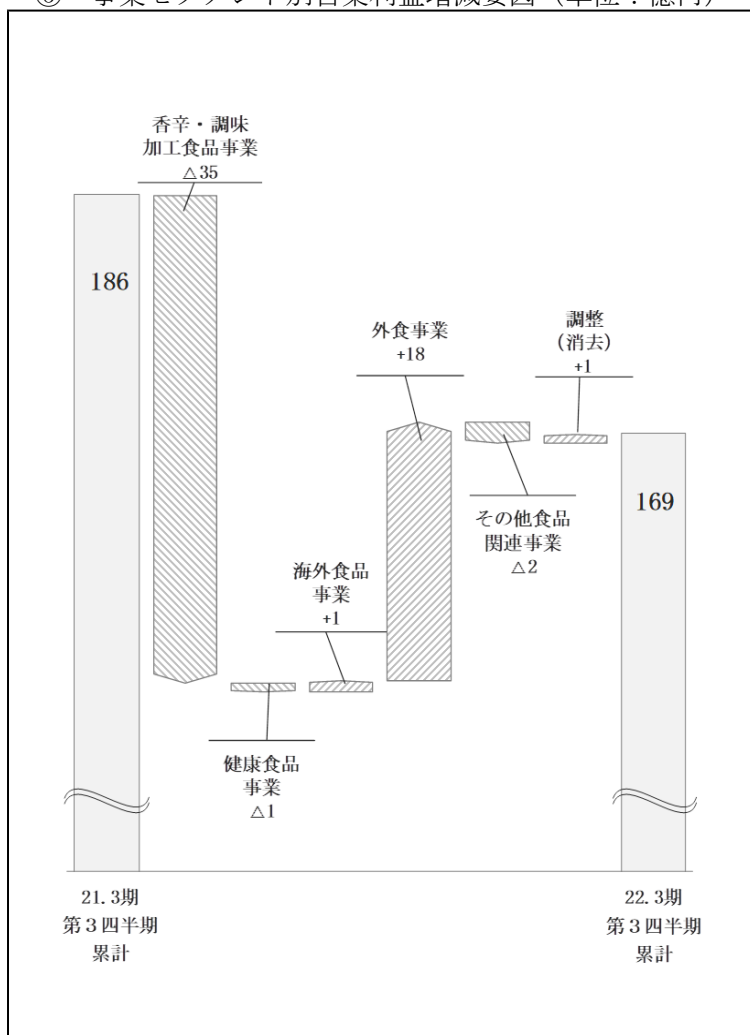 香辛・調味
加工食品事業
△35
186
外食事業
+18
調整
(消去)
+1
169
その他食品
関連事業
△2
海外食品
事業
+1
健康食品
事業
△1
21.3期
第3四半期
累計
22.3期
第3四半期
累計